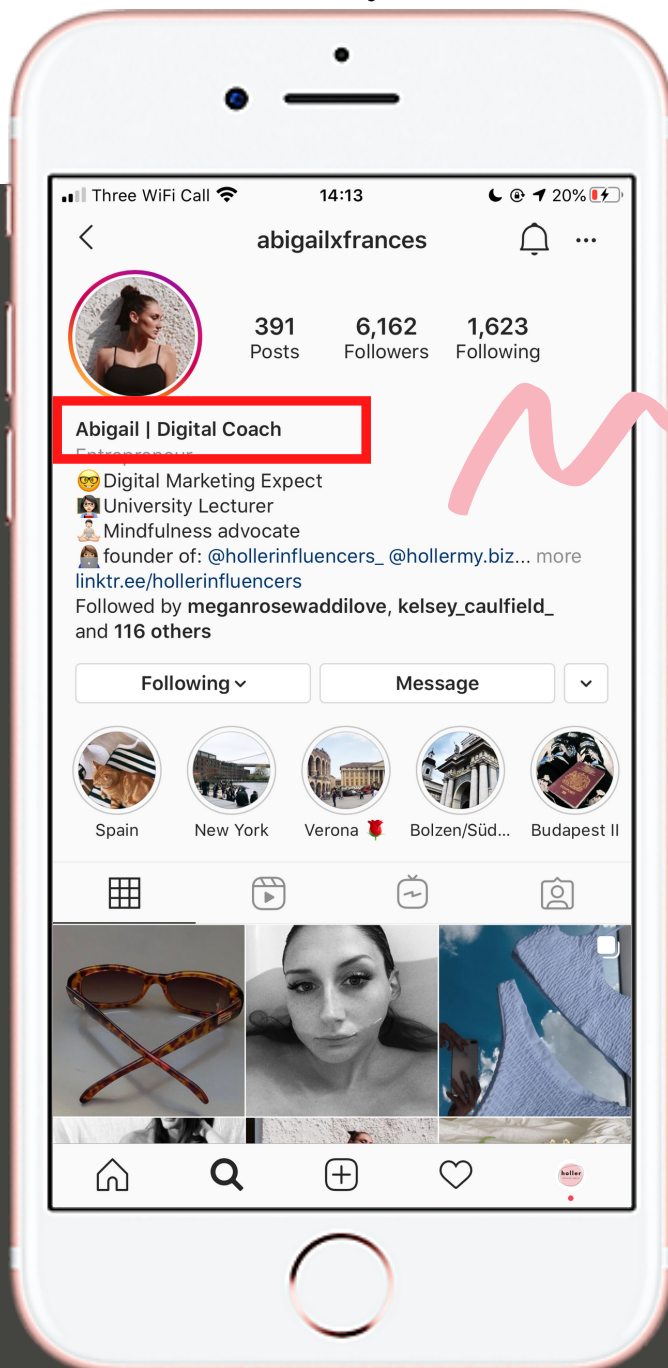 Three WiFi Call 14:13 20%
abigailxfrances
391 6,162 1,623
Posts Followers Following
Abigail | Digital Coach
Entrepreneur
Digital Marketing Expect
University Lecturer
Mindfulness advocate
founder of: @hollerinfluencers_ @hollermy.biz... more
linktr.ee/hollerinfluencers
Followed by meganrosewaddilove, kelsey_caulfield_
and 116 others
Following Message
Spain New York Verona Bolzen/Süd... Budapest II
holler